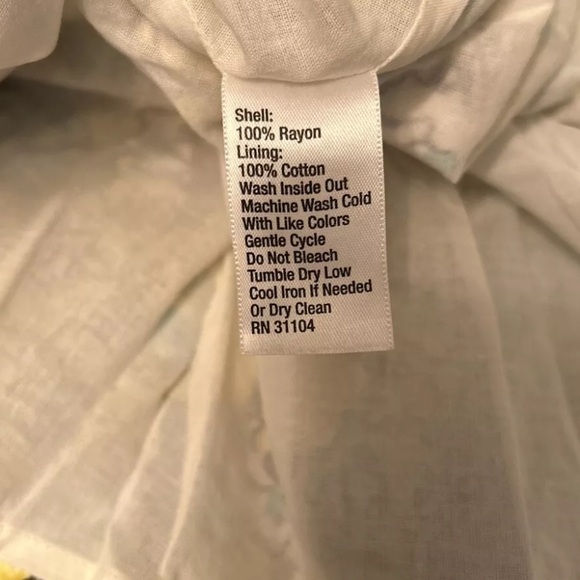 Shell:
100% Rayon
Lining:
100% Cotton
Wash Inside Out
Machine Wash Cold
With Like Colors
Gentle Cycle
Do Not Bleach
Tumble Dry Low
Cool Iron If Needed
Or Dry Clean
RN 31104